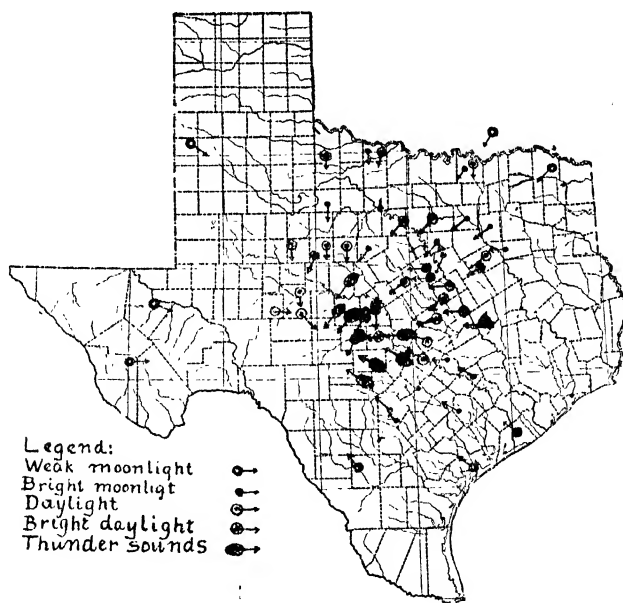 Legend:
Weak moonlight
Bright moonligt
Daylight
Bright daylight
Thunder sounds